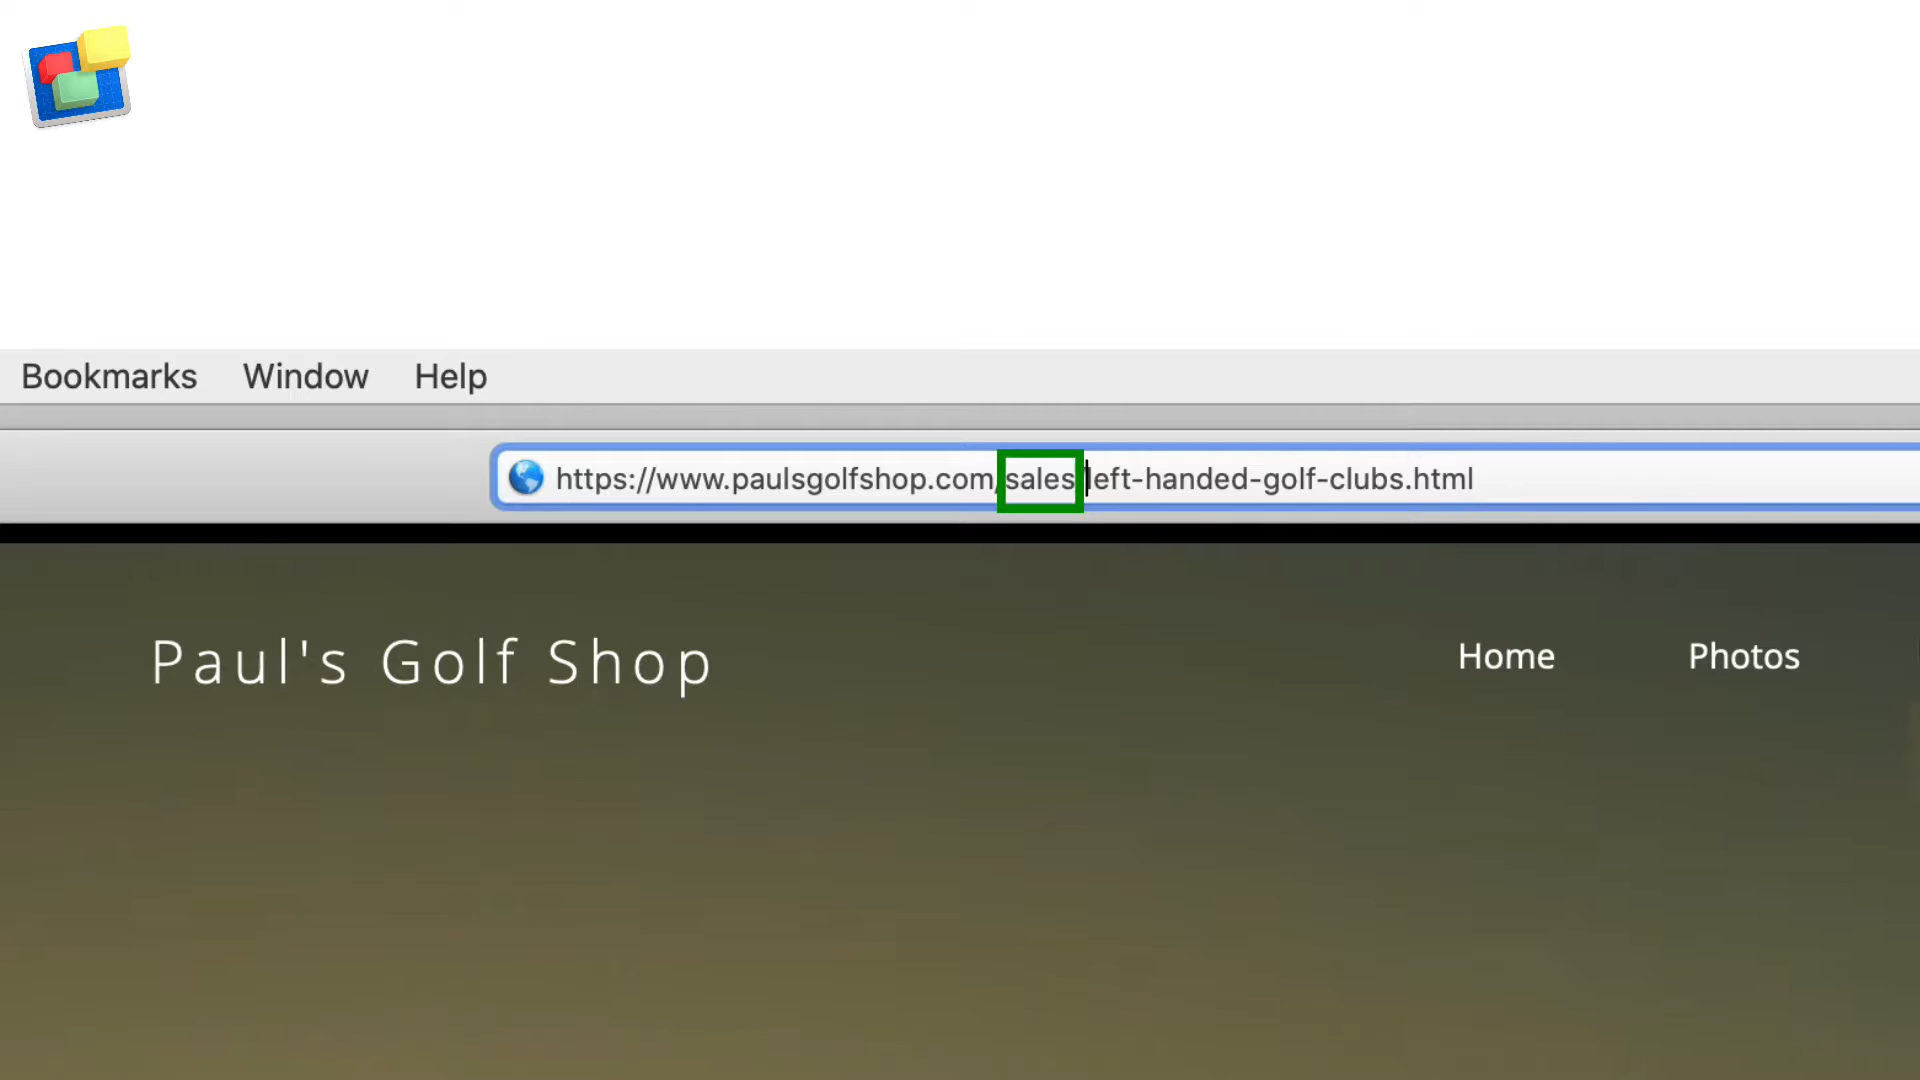 Bookmarks Window Help
https://www.paulsgolfshop.com/sales/left-handed-golf-clubs.html
Paul's Golf Shop Home Photos